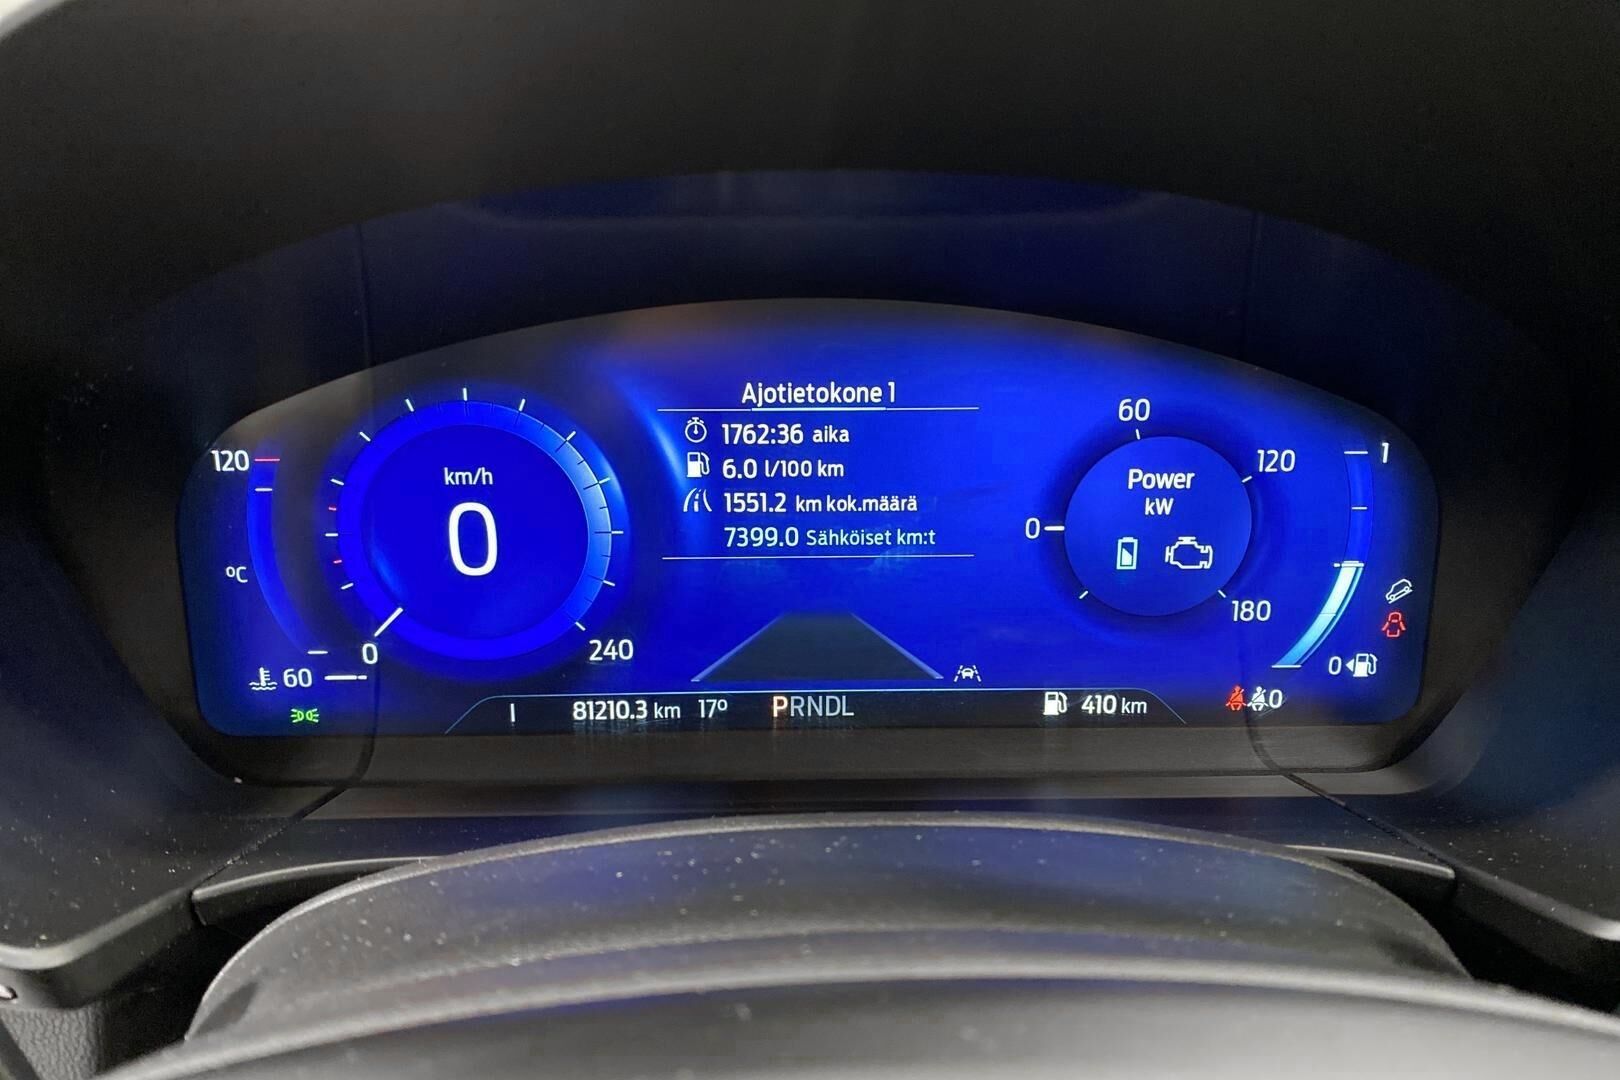 Ajotietokone 1
1762:36 aika
6.0 l/100 km
1551.2 km kok.määrä
7399.0 Sähköiset km:t
120
ºC
60
km/h
0
0
240
60
0
120
180
Power
kW
1
0
81210.3 km 17º PRNDL
410 km
0